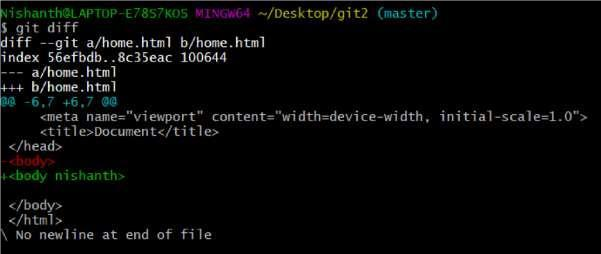 Nishanth@LAPTOP-E78S7KO5 MINGW64 ~/Desktop/git2 (master)
$ git diff
diff --git a/home.html b/home.html
index 56efbdb..8c35eac 100644
--- a/home.html
+++ b/home.html
@@ -6,7 +6,7 @@
     <meta name="viewport" content="width=device-width, initial-scale=1.0">
     <title>Document</title>
 </head>
-<body>
+<body nishanth>
 </body>
 </html>
\ No newline at end of file